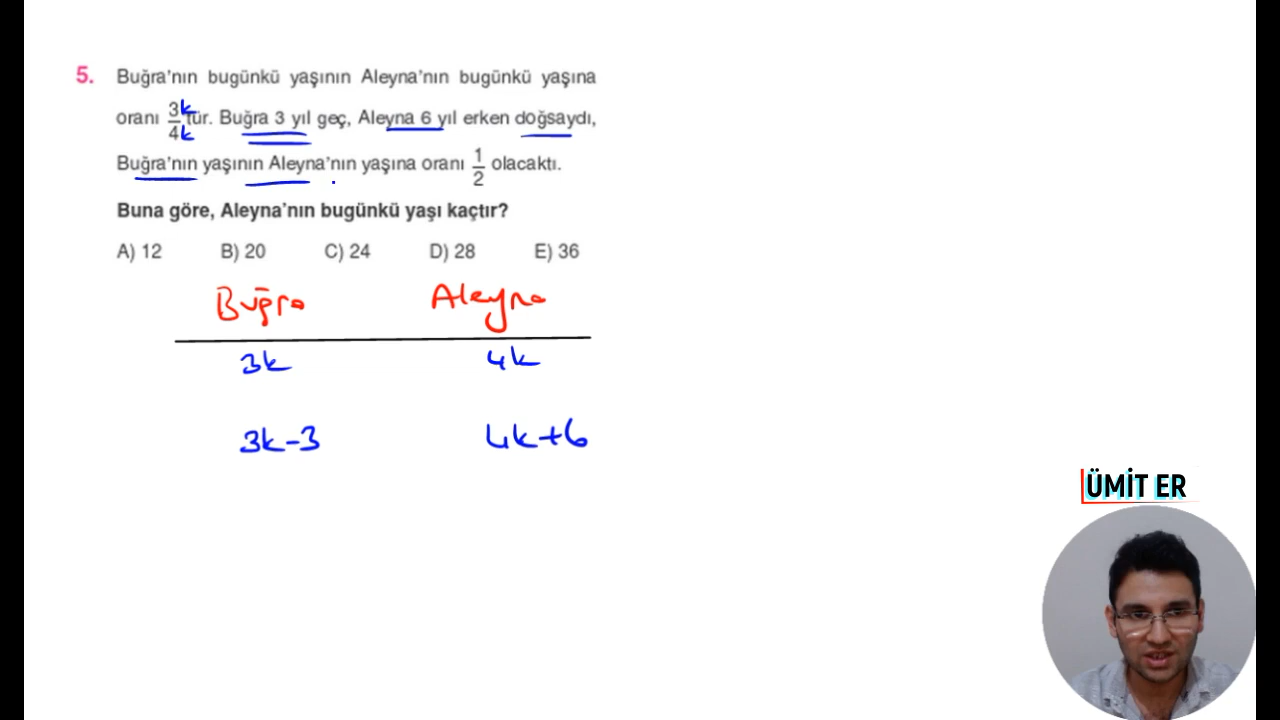 5. Buğra'nın bugünkü yaşının Aleyna'nın bugünkü yaşına
oranı 3k/4k tür. Buğra 3 yıl geç, Aleyna 6 yıl erken doğsaydı,
Buğra'nın yaşının Aleyna'nın yaşına oranı 1/2 olacaktı.
Buna göre, Aleyna'nın bugünkü yaşı kaçtır?
A) 12 B) 20 C) 24 D) 28 E) 36
Buğra Aleyna
3k 4k
3k-3 4k+6
ÜMİT ER